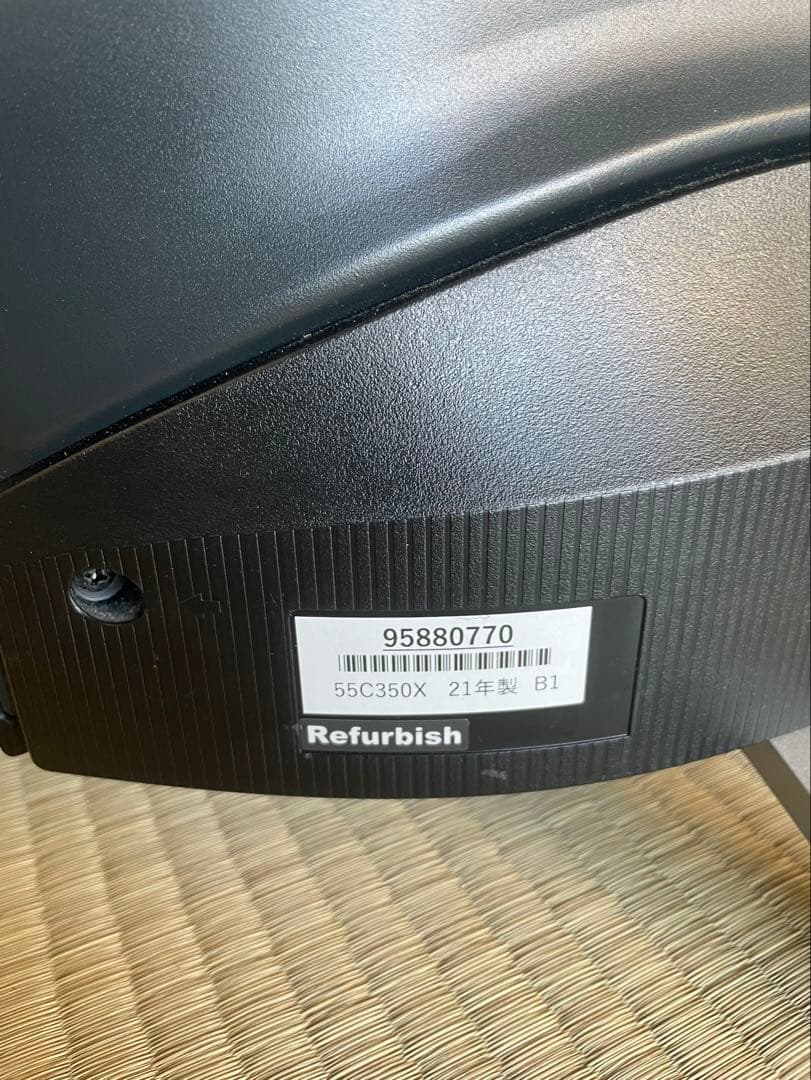 95880770
55C350X 21年製 B1
Refurbish